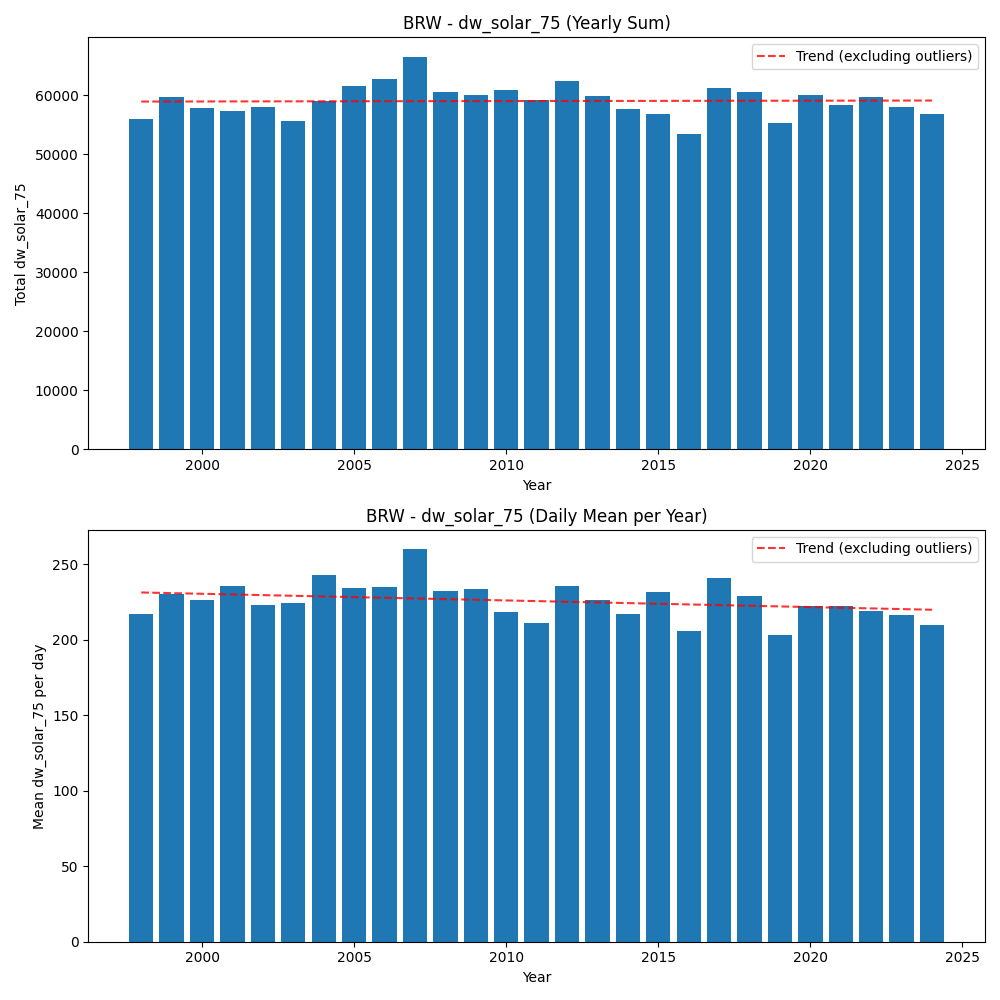 BRW - dw_solar_75 (Yearly Sum)
Trend (excluding outliers)
Total dw_solar_75
60000
50000
40000
30000
20000
10000
0
2000 2005 2010 2015 2020 2025
Year
BRW - dw_solar_75 (Daily Mean per Year)
Trend (excluding outliers)
Mean dw_solar_75 per day
250
200
150
100
50
0
2000 2005 2010 2015 2020 2025
Year